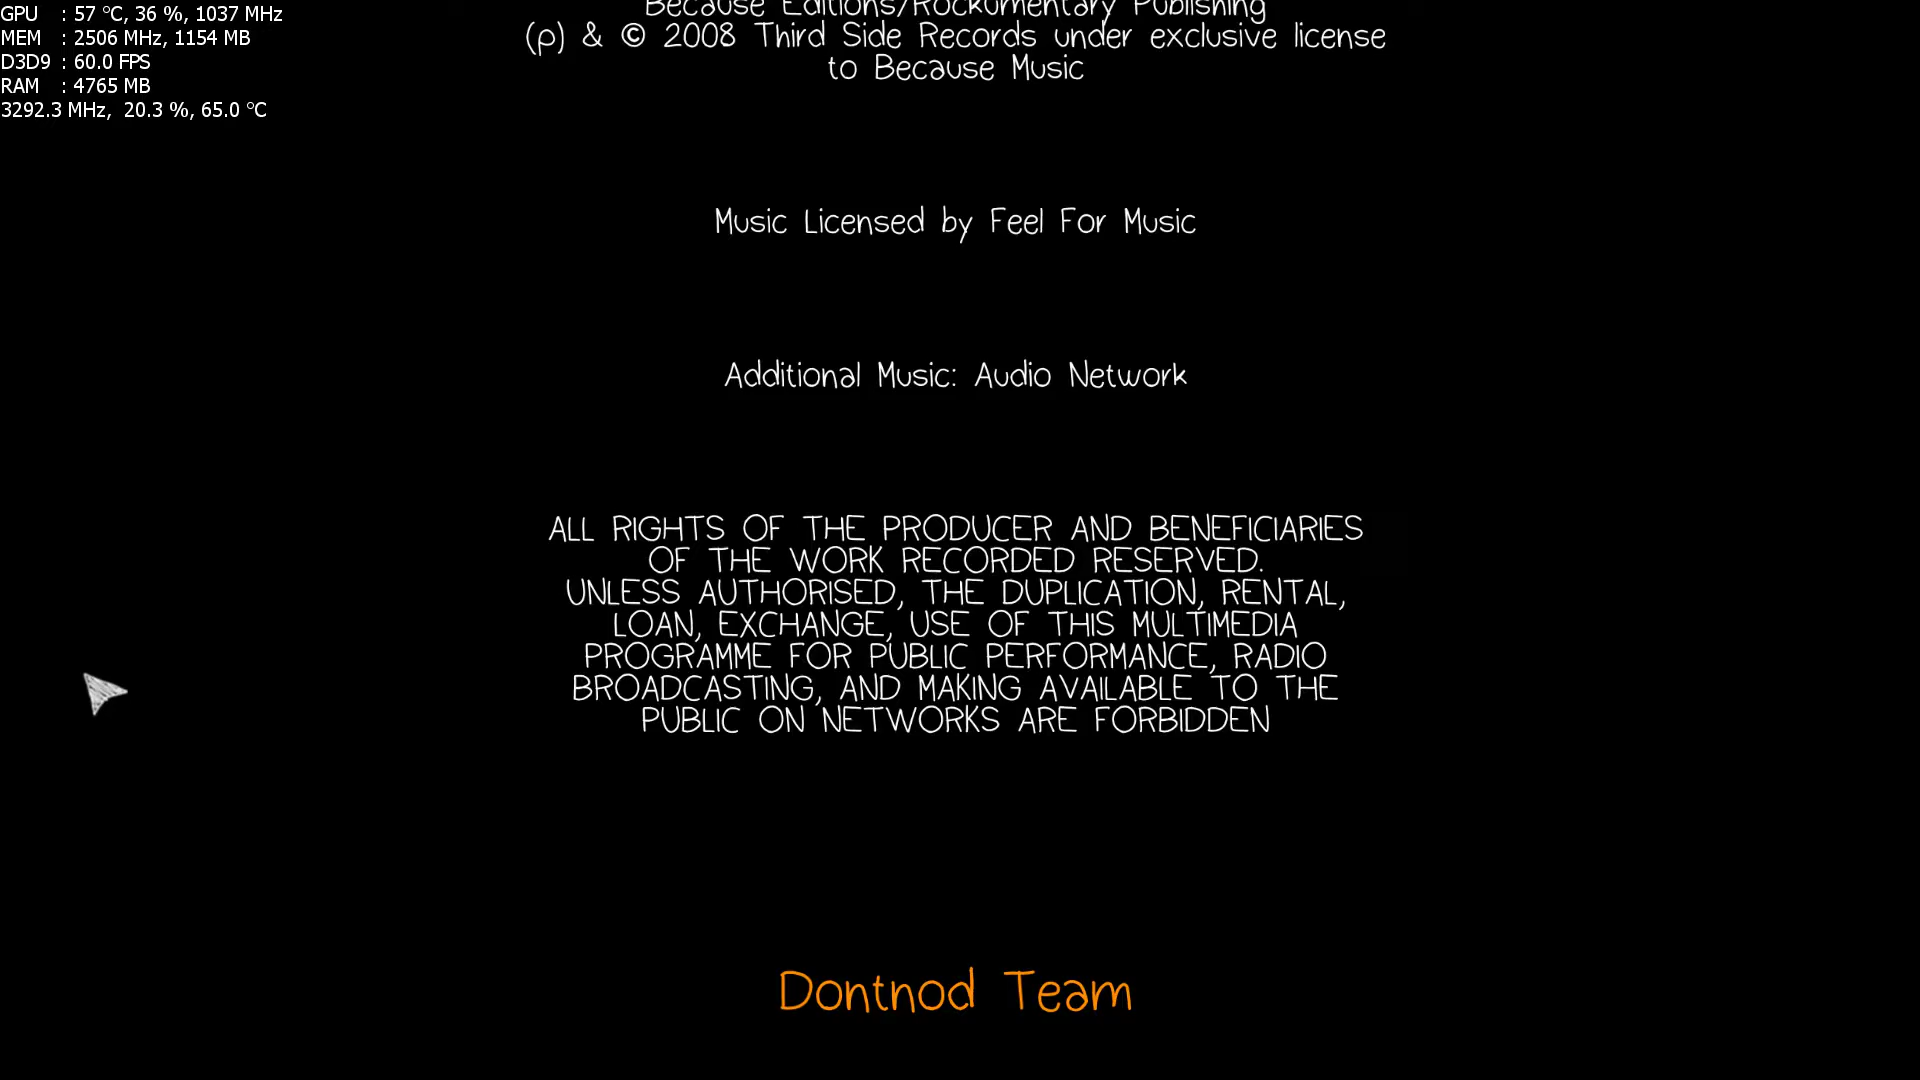 GPU : 57 °C, 36 %, 1037 MHz
MEM : 2506 MHz, 1154 MB
D3D9 : 60.0 FPS
RAM : 4765 MB
3292.3 MHz, 20.3 %, 65.0 °C
Because Editions/Rockumentary Publishing
(p) & © 2008 Third Side Records under exclusive license
to Because Music
Music Licensed by Feel For Music
Additional Music: Audio Network
ALL RIGHTS OF THE PRODUCER AND BENEFICIARIES
OF THE WORK RECORDED RESERVED.
UNLESS AUTHORISED, THE DUPLICATION, RENTAL,
LOAN, EXCHANGE, USE OF THIS MULTIMEDIA
PROGRAMME FOR PUBLIC PERFORMANCE, RADIO
BROADCASTING, AND MAKING AVAILABLE TO THE
PUBLIC ON NETWORKS ARE FORBIDDEN
Dontnod Team